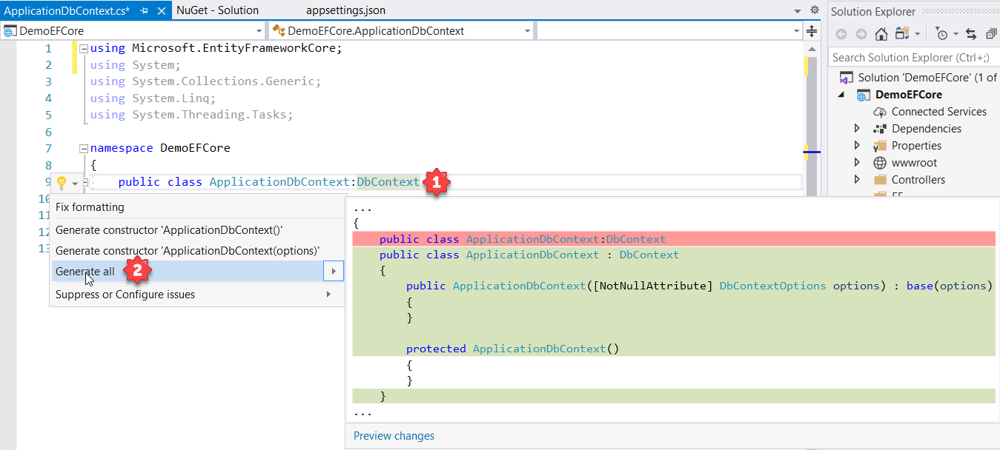 ApplicationDbContext.cs*
NuGet - Solution
appsettings.json
DemoEFCore
DemoEFCore.ApplicationDbContext
1 using Microsoft.EntityFrameworkCore;
2 using System;
3 using System.Collections.Generic;
4 using System.Linq;
5 using System.Threading.Tasks;
6
7 namespace DemoEFCore
8 {
9 public class ApplicationDbContext:DbContext
1
10
11
12
13
Fix formatting
Generate constructor 'ApplicationDbContext()'
Generate constructor 'ApplicationDbContext(options)'
Generate all
2
Suppress or Configure issues
...
{
public class ApplicationDbContext:DbContext
public class ApplicationDbContext : DbContext
{
public ApplicationDbContext([NotNullAttribute] DbContextOptions options) : base(options)
{
}
protected ApplicationDbContext()
{
}
}
...
Preview changes
Solution Explorer
Search Solution Explorer (Ctrl+;)
Solution 'DemoEFCore' (1 of
DemoEFCore
Connected Services
Dependencies
Properties
wwwroot
Controllers